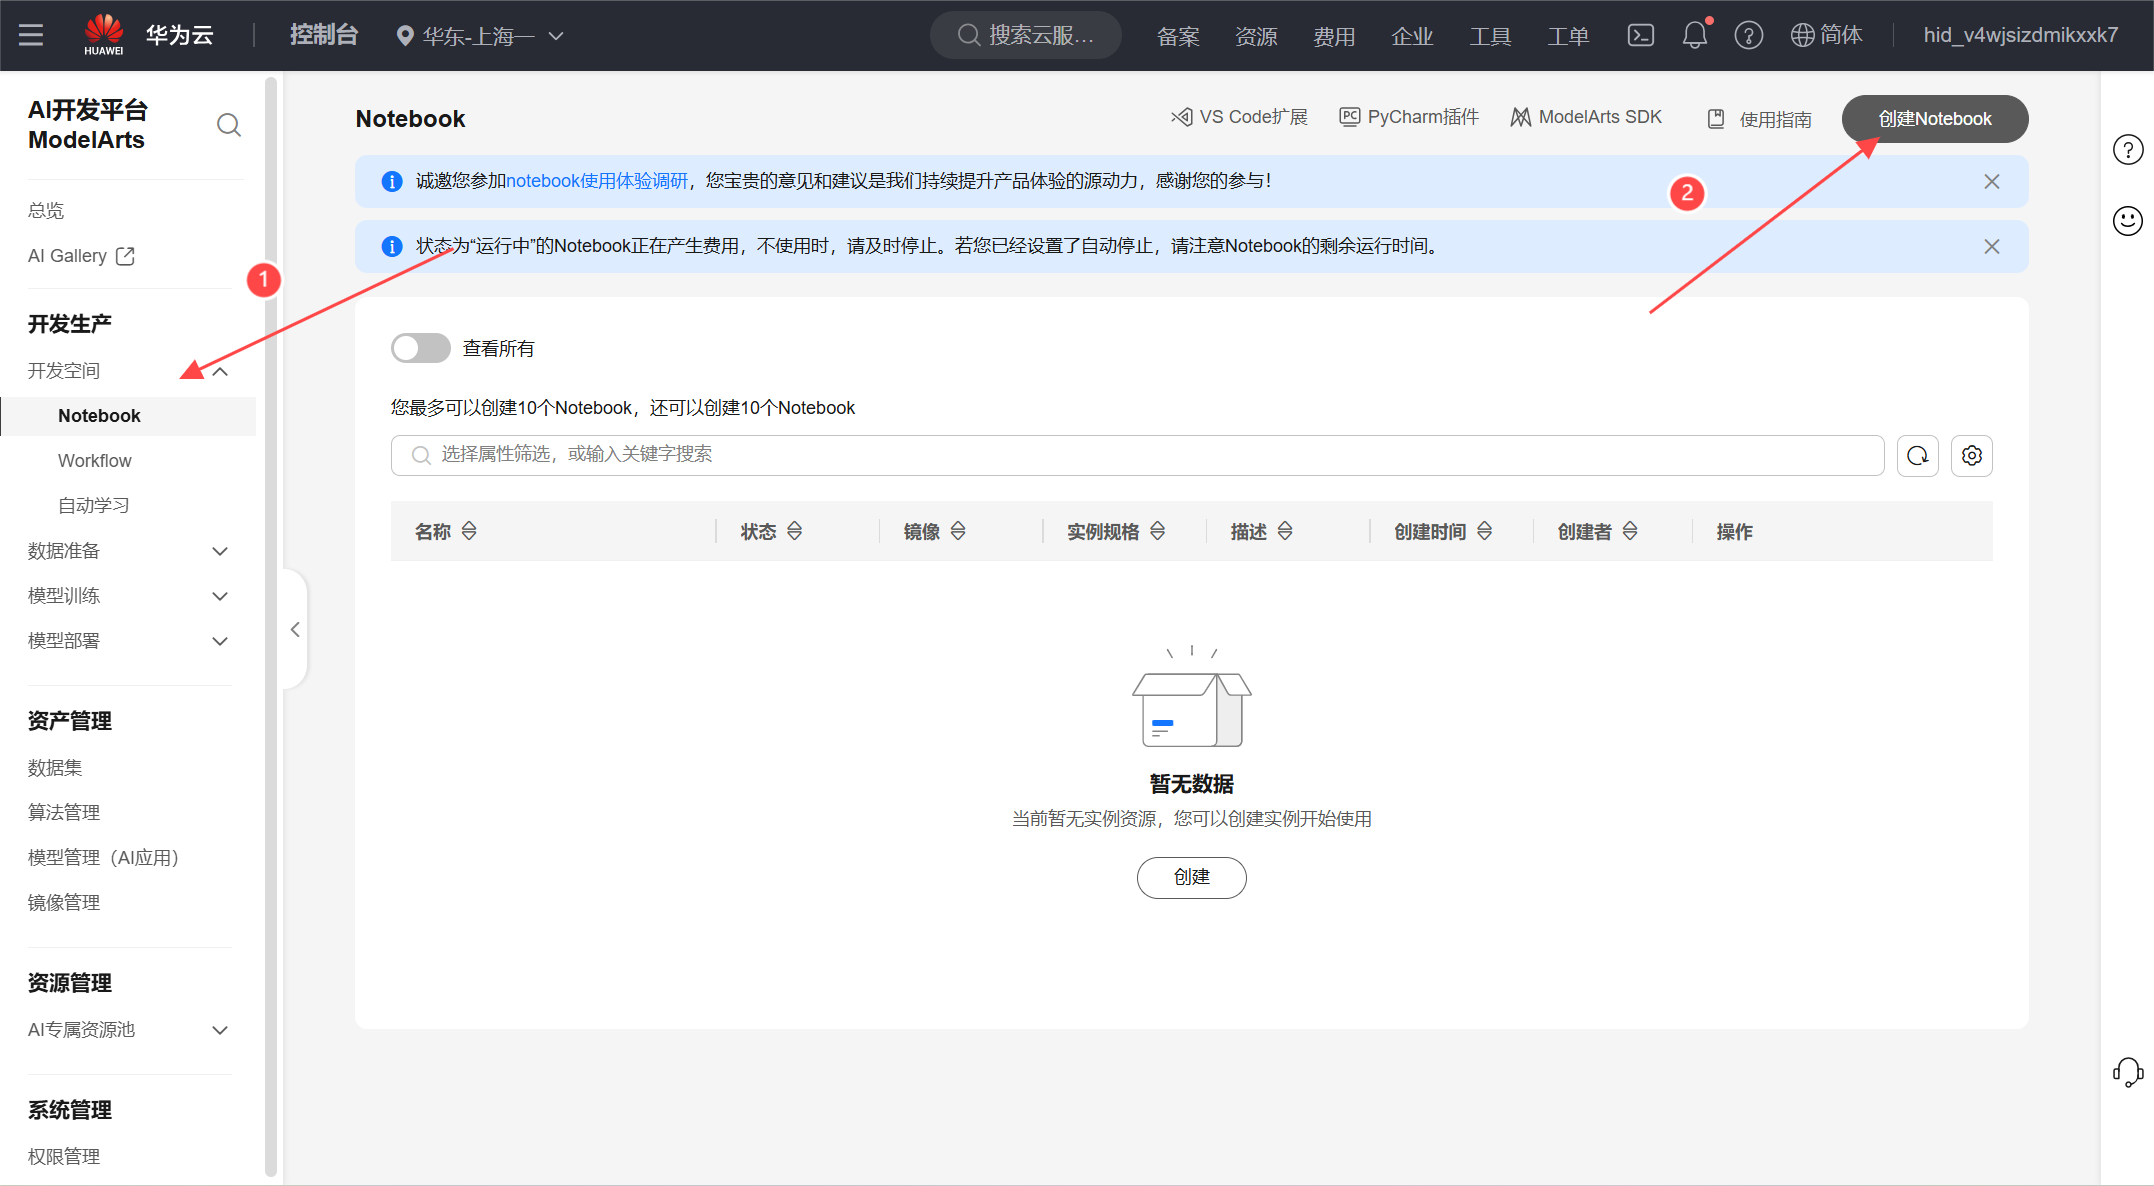 HUAWEI
华为云
控制台
华东-上海一
搜索云服...
备案
资源
费用
企业
工具
工单
简体
hid_v4wjsizdmikxxk7
AI开发平台
ModelArts
总览
AI Gallery
1
开发生产
开发空间
Notebook
Workflow
自动学习
数据准备
模型训练
模型部署
资产管理
数据集
算法管理
模型管理（AI应用）
镜像管理
资源管理
AI专属资源池
系统管理
权限管理
Notebook
VS Code扩展
PC PyCharm插件
ModelArts SDK
使用指南
创建Notebook
诚邀您参加notebook使用体验调研，您宝贵的意见和建议是我们持续提升产品体验的源动力，感谢您的参与！
2
状态为“运行中”的Notebook正在产生费用，不使用时，请及时停止。若您已经设置了自动停止，请注意Notebook的剩余运行时间。
查看所有
您最多可以创建10个Notebook，还可以创建10个Notebook
选择属性筛选，或输入关键字搜索
名称
状态
镜像
实例规格
描述
创建时间
创建者
操作
暂无数据
当前暂无实例资源，您可以创建实例开始使用
创建